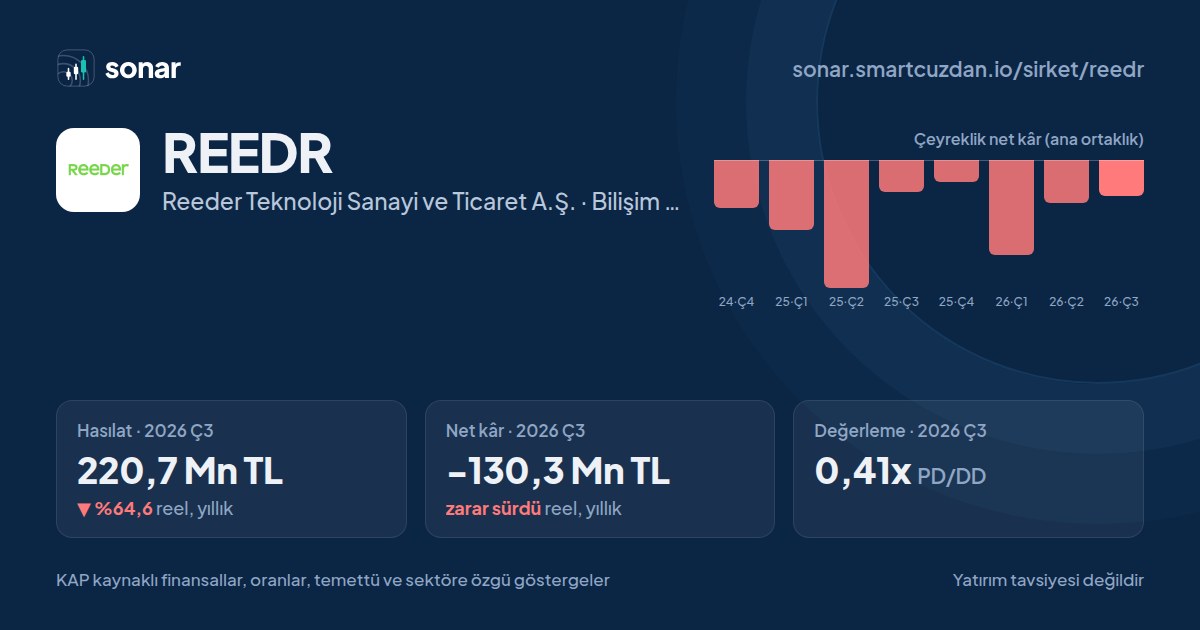 sonar
sonar.smartcuzdan.io/sirket/reedr
Reeder
REEDR
Reeder Teknoloji Sanayi ve Ticaret A.Ş. · Bilişim ...
Çeyreklik net kâr (ana ortaklık)
24-Ç4 25-Ç1 25-Ç2 25-Ç3 25-Ç4 26-Ç1 26-Ç2 26-Ç3
Hasılat · 2026 Ç3
220,7 Mn TL
▼ %64,6 reel, yıllık
Net kâr · 2026 Ç3
−130,3 Mn TL
zarar sürdü reel, yıllık
Değerleme · 2026 Ç3
0,41x PD/DD
KAP kaynaklı finansallar, oranlar, temettü ve sektöre özgü göstergeler
Yatırım tavsiyesi değildir